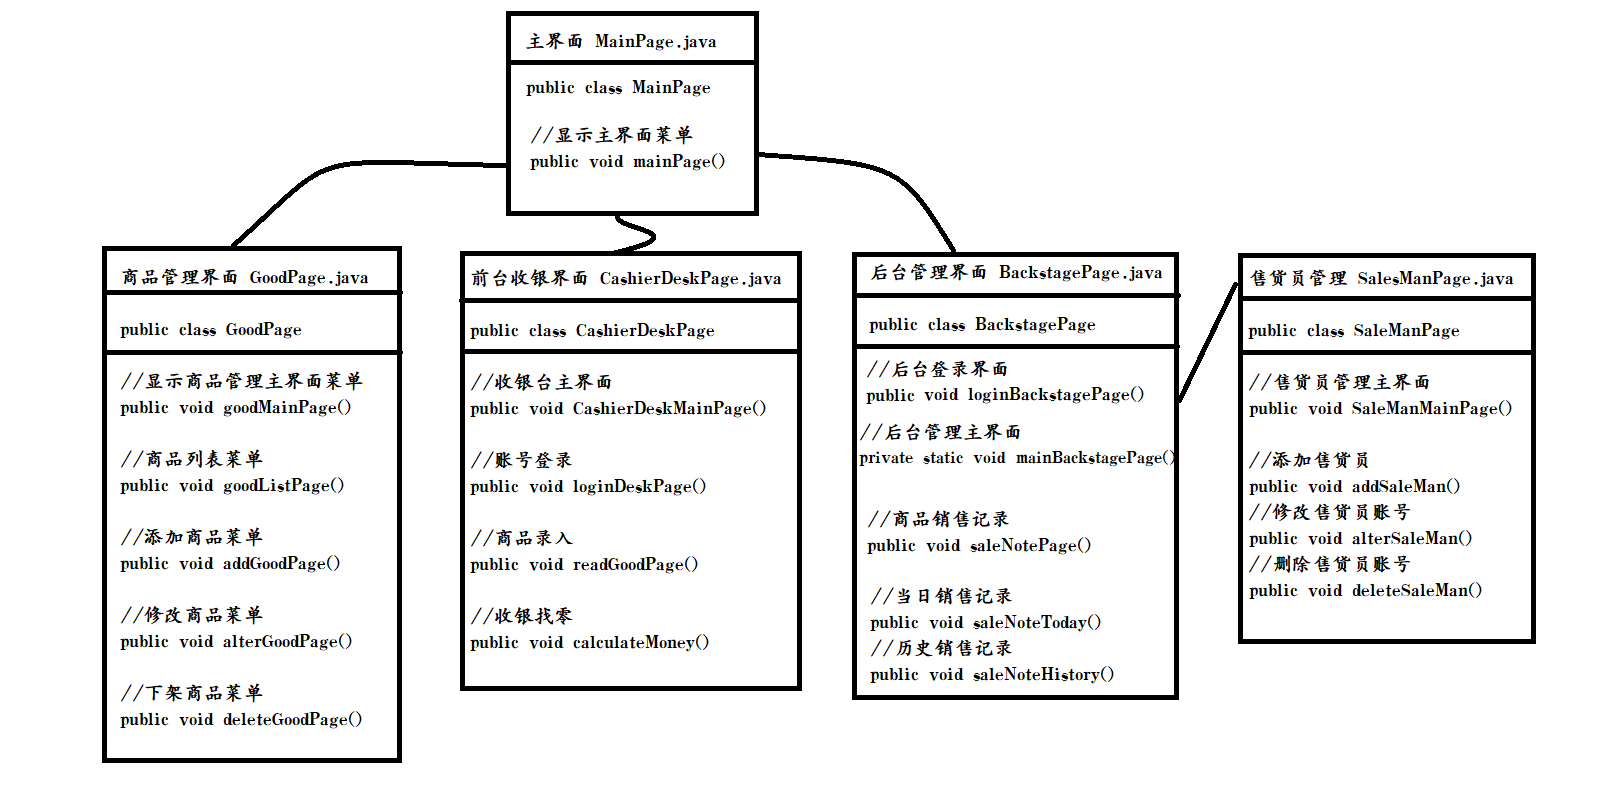 主界面 MainPage.java
public class MainPage
//显示主界面菜单
public void mainPage()
商品管理界面 GoodPage.java
public class GoodPage
//显示商品管理主界面菜单
public void goodMainPage()
//商品列表菜单
public void goodListPage()
//添加商品菜单
public void addGoodPage()
//修改商品菜单
public void alterGoodPage()
//下架商品菜单
public void deleteGoodPage()
前台收银界面 CashierDeskPage.java
public class CashierDeskPage
//收银台主界面
public void CashierDeskMainPage()
//账号登录
public void loginDeskPage()
//商品录入
public void readGoodPage()
//收银找零
public void calculateMoney()
后台管理界面 BackstagePage.java
public class BackstagePage
//后台登录界面
public void loginBackstagePage()
//后台管理主界面
private static void mainBackstagePage()
//商品销售记录
public void saleNotePage()
//当日销售记录
public void saleNoteToday()
//历史销售记录
public void saleNoteHistory()
售货员管理 SalesManPage.java
public class SaleManPage
//售货员管理主界面
public void SaleManMainPage()
//添加售货员
public void addSaleMan()
//修改售货员账号
public void alterSaleMan()
//删除售货员账号
public void deleteSaleMan()